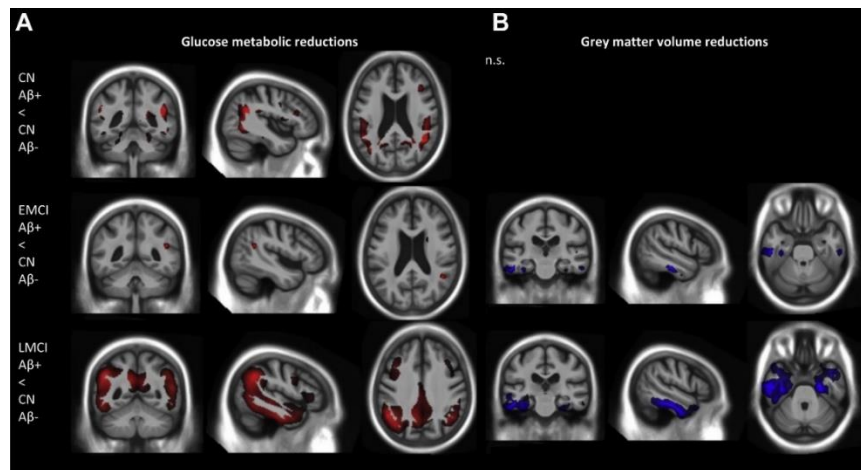 A
B
Glucose metabolic reductions
Grey matter volume reductions
n.s.
CN
Aβ+
<
CN
Aβ-
EMCI
Aβ+
<
CN
Aβ-
LMCI
Aβ+
<
CN
Aβ-